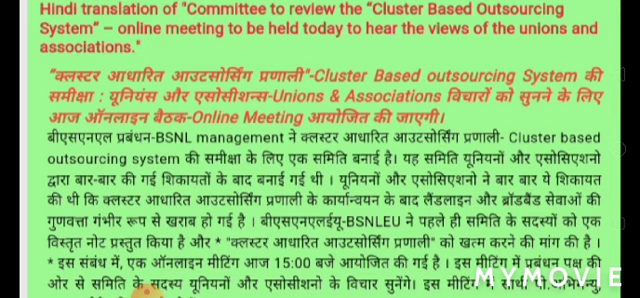 Hindi translation of "Committee to review the “Cluster Based Outsourcing
System” – online meeting to be held today to hear the views of the unions and
associations."
"क्लस्टर आधारित आउटसोर्सिंग प्रणाली"-Cluster Based outsourcing System की
समीक्षा : यूनियंस और एसोसीशन्स-Unions & Associations विचारों को सुनने के लिए
आज ऑनलाइन बैठक-Online Meeting आयोजित की जाएगी।
बीएसएनएल प्रबंधन-BSNL management ने क्लस्टर आधारित आउटसोर्सिंग प्रणाली- Cluster based
outsourcing system की समीक्षा के लिए एक समिति बनाई है। यह समिति यूनियनों और एसोसिएशनो
द्वारा बार-बार की गई शिकायतों के बाद बनाई गई थी । यूनियनों और एसोसिएशनो ने बार बार ये शिकायत
की थी कि क्लस्टर आधारित आउटसोर्सिंग प्रणाली के कार्यान्वयन के बाद लैंडलाइन और ब्रॉडबैंड सेवाओं की
गुणवत्ता गंभीर रूप से खराब हो गई है । बीएसएनएलईयू-BSNLEU ने पहले ही समिति के सदस्यों को एक
विस्तृत नोट प्रस्तुत किया है और * "क्लस्टर आधारित आउटसोर्सिंग प्रणाली" को खत्म करने की मांग की है ।
* इस संबंध में, एक ऑनलाइन मीटिंग आज 15:00 बजे आयोजित की गई है । इस मीटिंग में प्रबंधन पक्ष की
ओर से समिति के सदस्य यूनियनों और एसोसीशनो के विचार सुनेंगे। इस मीटिंग
MYMOVIE